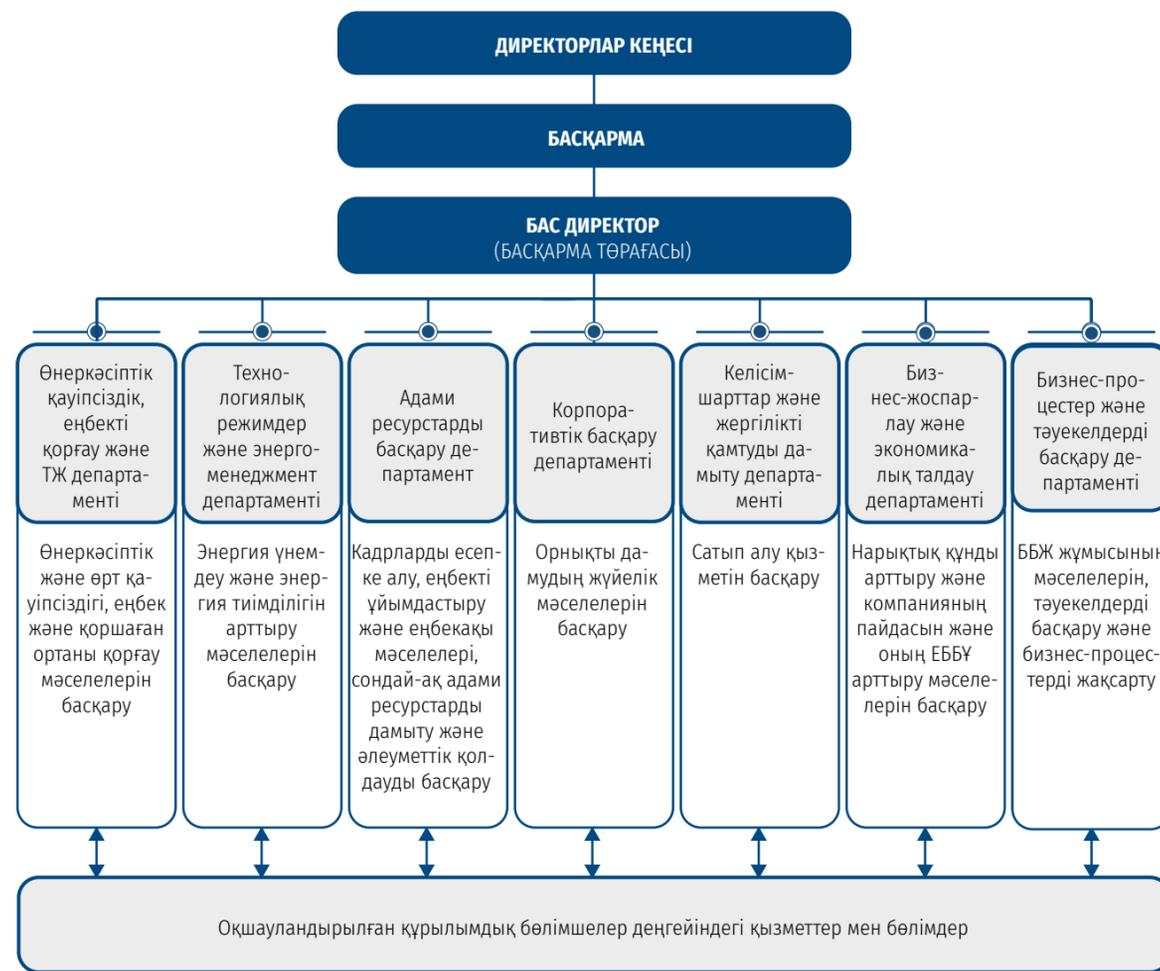 ДИРЕКТОРЛАР КЕҢЕСІ
БАСҚАРМА
БАС ДИРЕКТОР
(БАСҚАРМА ТӨРАҒАСЫ)
Өнеркәсіптік
қауіпсіздік,
еңбекті
қорғау және
ТЖ департа-
менті
Техно-
логиялық
режимдер
және энерго-
менеджмент
департаменті
Адами
ресурстарды
басқару де-
партамент
Корпора-
тивтік басқару
департаменті
Келісім-
шарттар және
жергілікті
қамтуды да-
мыту департа-
менті
Биз-
нес-жоспар-
лау және
экономика-
лық талдау
департаменті
Бизнес-про-
цестер және
тәуекелдерді
басқару де-
партаменті
Өнеркәсіптік
және өрт қа-
уіпсіздігі, еңбек
және қоршаған
ортаны қорғау
мәселелерін
басқару
Энергия үнем-
деу және энер-
гия тиімділігін
арттыру
мәселелерін
басқару
Кадрларды есеп-
ке алу, еңбекті
ұйымдастыру
және еңбекақы
мәселелері,
сондай-ақ адами
ресурстарды
дамыту және
әлеуметтік қол-
дауды басқару
Орнықты да-
мудың жүйелік
мәселелерін
басқару
Сатып алу қыз-
метін басқару
Нарықтық құнды
арттыру және
компанияның
пайдасын және
оның ЕББҰ
арттыру мәселе-
лерін басқару
ББЖ жұмысының
мәселелерін,
тәуекелдерді
басқару және
бизнес-процес-
терді жақсарту
Оқшауландырылған құрылымдық бөлімшелер деңгейіндегі қызметтер мен бөлімдер